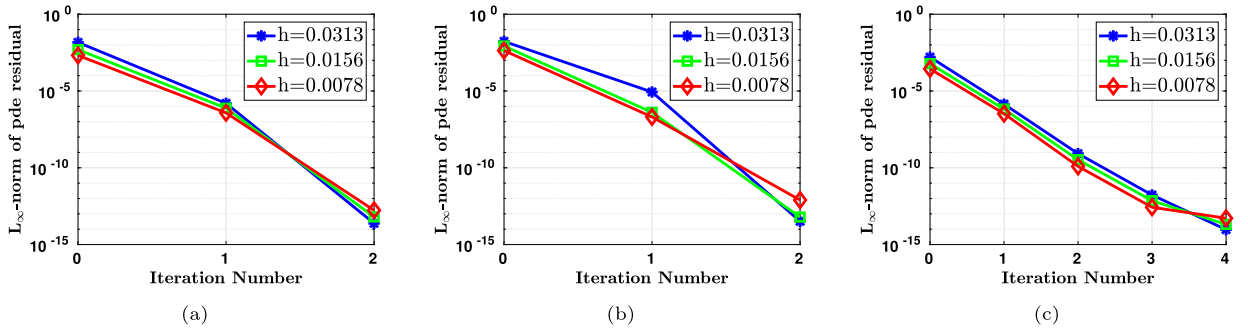 10^0
10^-5
10^-10
10^-15
L∞-norm of pde residual
h=0.0313
h=0.0156
h=0.0078
0 1 2
Iteration Number
(a)
10^0
10^-5
10^-10
10^-15
L∞-norm of pde residual
h=0.0313
h=0.0156
h=0.0078
0 1 2
Iteration Number
(b)
10^0
10^-5
10^-10
10^-15
L∞-norm of pde residual
h=0.0313
h=0.0156
h=0.0078
0 1 2 3 4
Iteration Number
(c)